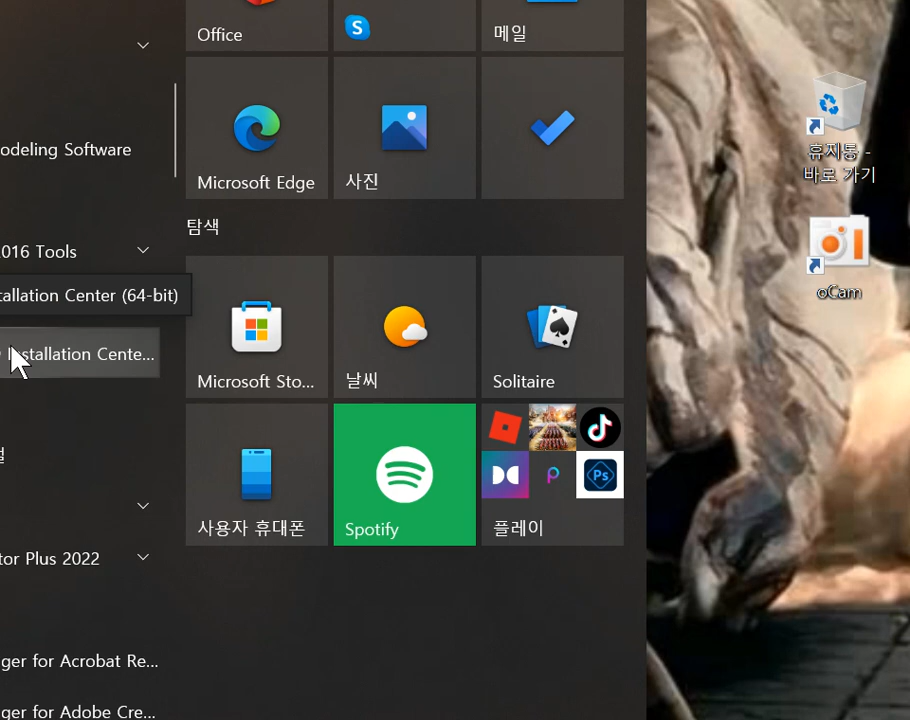 Office
메일
odeling Software
Microsoft Edge
사진
탐색
016 Tools
tallation Center (64-bit)
Installation Cente...
Microsoft Sto...
날씨
Solitaire
사용자 휴대폰
Spotify
Ps
플레이
tor Plus 2022
ger for Acrobat Re...
ger for Adobe Cre...
휴지통 -
바로 가기
oCam